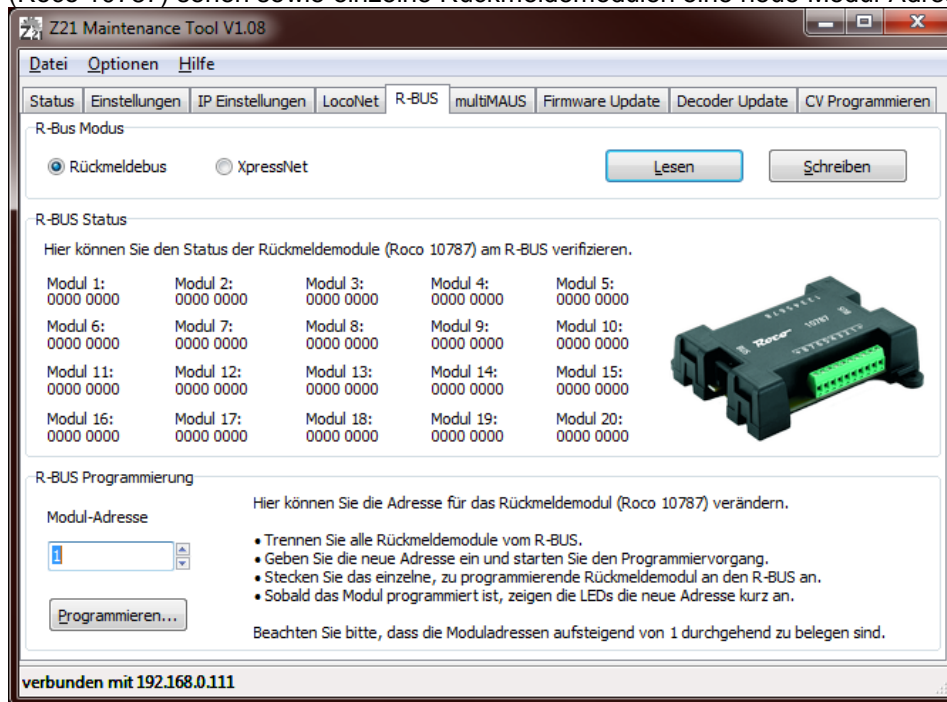 (Roco 10787) sehen sowie einzelne Rückmeldemodulen eine neue Modul-Adre
Z21 Maintenance Tool V1.08
Datei Optionen Hilfe
Status Einstellungen IP Einstellungen LocoNet R-BUS multiMAUS Firmware Update Decoder Update CV Programmieren
R-Bus Modus
Rückmeldebus XpressNet Lesen Schreiben
R-BUS Status
Hier können Sie den Status der Rückmeldemodule (Roco 10787) am R-BUS verifizieren.
Modul 1: Modul 2: Modul 3: Modul 4: Modul 5:
0000 0000 0000 0000 0000 0000 0000 0000 0000 0000
Modul 6: Modul 7: Modul 8: Modul 9: Modul 10:
0000 0000 0000 0000 0000 0000 0000 0000 0000 0000
Modul 11: Modul 12: Modul 13: Modul 14: Modul 15:
0000 0000 0000 0000 0000 0000 0000 0000 0000 0000
Modul 16: Modul 17: Modul 18: Modul 19: Modul 20:
0000 0000 0000 0000 0000 0000 0000 0000 0000 0000
Roco 10787
R-BUS Programmierung
Modul-Adresse
1
Programmieren...
Hier können Sie die Adresse für das Rückmeldemodul (Roco 10787) verändern.
• Trennen Sie alle Rückmeldemodule vom R-BUS.
• Geben Sie die neue Adresse ein und starten Sie den Programmiervorgang.
• Stecken Sie das einzelne, zu programmierende Rückmeldemodul an den R-BUS an.
• Sobald das Modul programmiert ist, zeigen die LEDs die neue Adresse kurz an.
Beachten Sie bitte, dass die Moduladressen aufsteigend von 1 durchgehend zu belegen sind.
verbunden mit 192.168.0.111